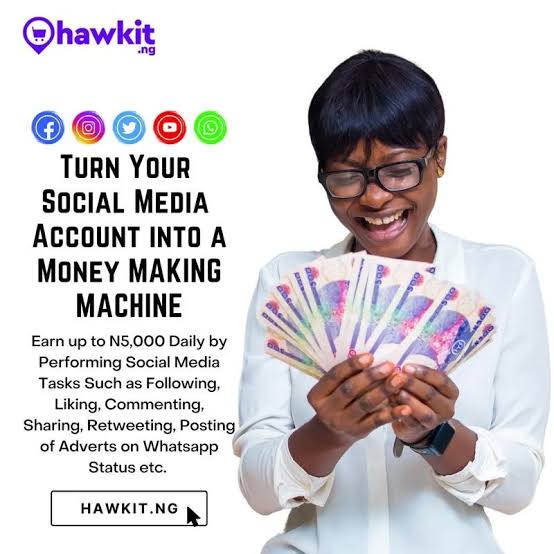 hawkit
.ng
Turn Your
Social Media
Account into a
Money MAKING
MACHINE
Earn up to N5,000 Daily by
Performing Social Media
Tasks Such as Following,
Liking, Commenting,
Sharing, Retweeting, Posting
of Adverts on Whatsapp
Status etc.
HAWKIT.NG